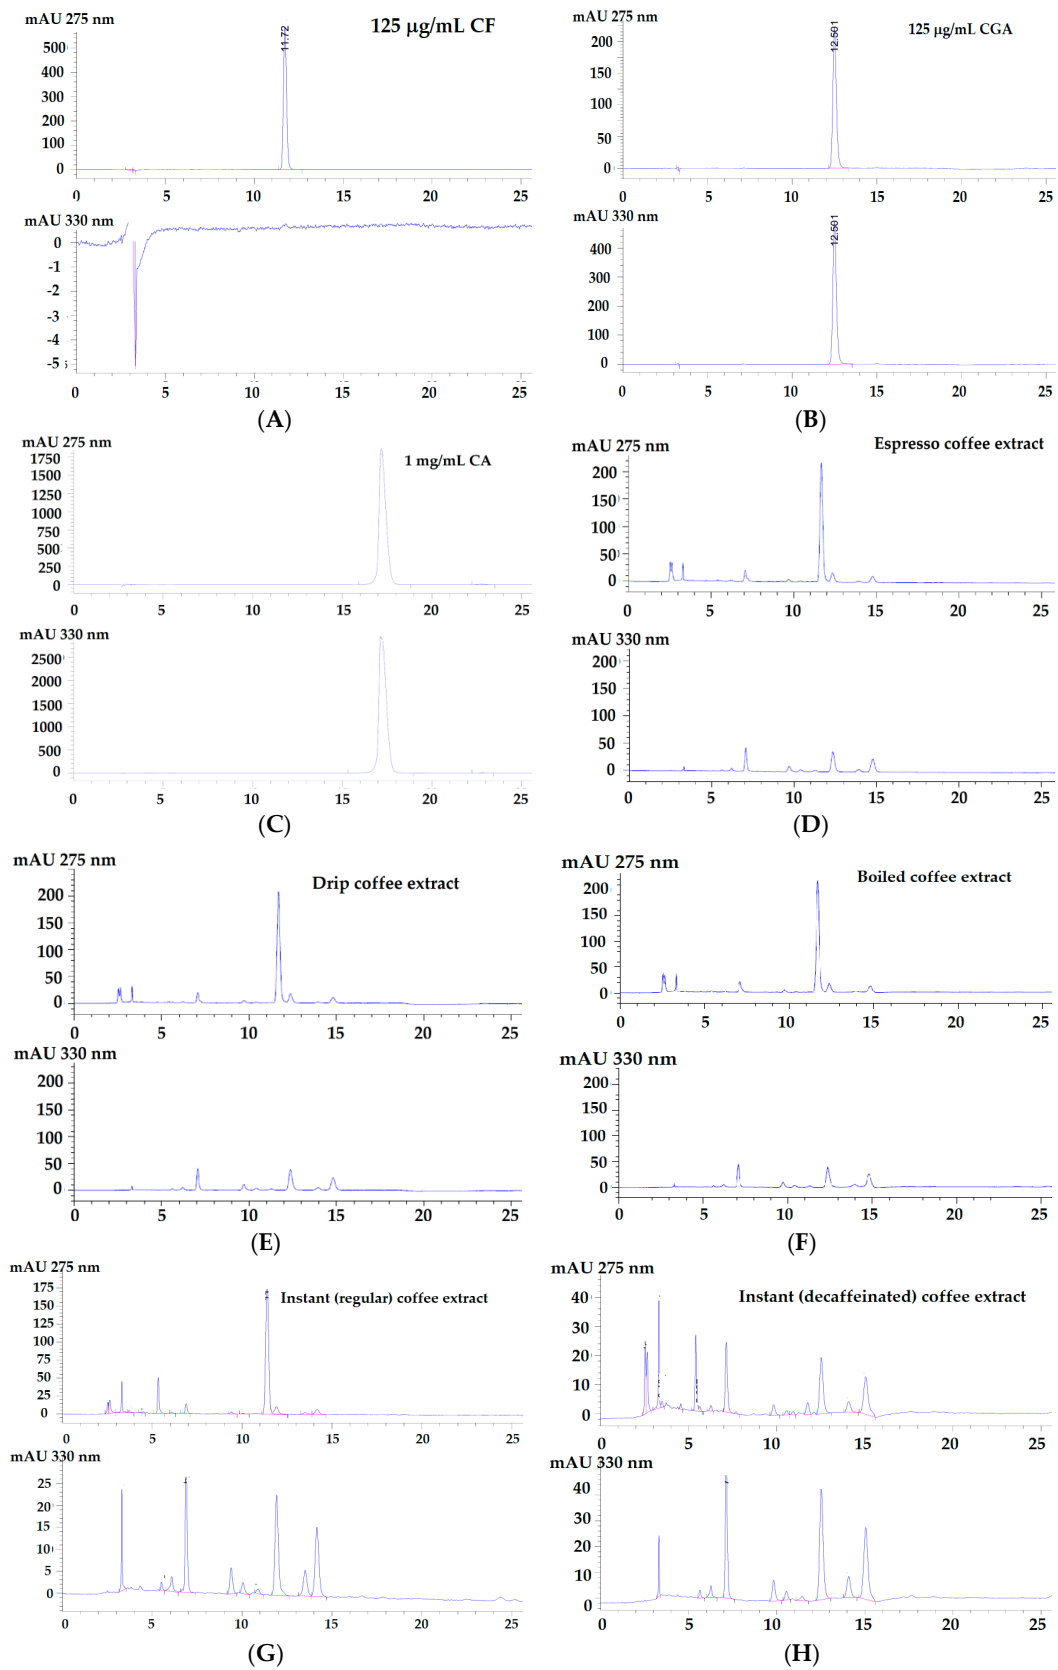 mAU 275 nm
125 µg/mL CF
11.72
500
400
300
200
100
0
0 5 10 15 20 25
mAU 330 nm
0
-1
-2
-3
-4
-5
0 5 10 15 20 25
(A)
mAU 275 nm
125 µg/mL CGA
12.501
200
150
100
50
0
0 5 10 15 20 25
mAU 330 nm
12.501
400
300
200
100
0
0 5 10 15 20 25
(B)
mAU 275 nm
1 mg/mL CA
1750
1500
1250
1000
750
500
250
0
0 5 10 15 20 25
mAU 330 nm
2500
2000
1500
1000
500
0
0 5 10 15 20 25
(C)
mAU 275 nm
Espresso coffee extract
200
150
100
50
0
0 5 10 15 20 25
mAU 330 nm
200
150
100
50
0
0 5 10 15 20 25
(D)
mAU 275 nm
Drip coffee extract
200
150
100
50
0
0 5 10 15 20 25
mAU 330 nm
200
150
100
50
0
0 5 10 15 20 25
(E)
mAU 275 nm
Boiled coffee extract
200
150
100
50
0
0 5 10 15 20 25
mAU 330 nm
200
150
100
50
0
0 5 10 15 20 25
(F)
mAU 275 nm
Instant (regular) coffee extract
175
150
125
100
75
50
25
0
0 5 10 15 20 25
mAU 330 nm
25
20
15
10
5
0
0 5 10 15 20 25
(G)
mAU 275 nm
Instant (decaffeinated) coffee extract
40
30
20
10
0
0 5 10 15 20 25
mAU 330 nm
40
30
20
10
0
0 5 10 15 20 25
(H)